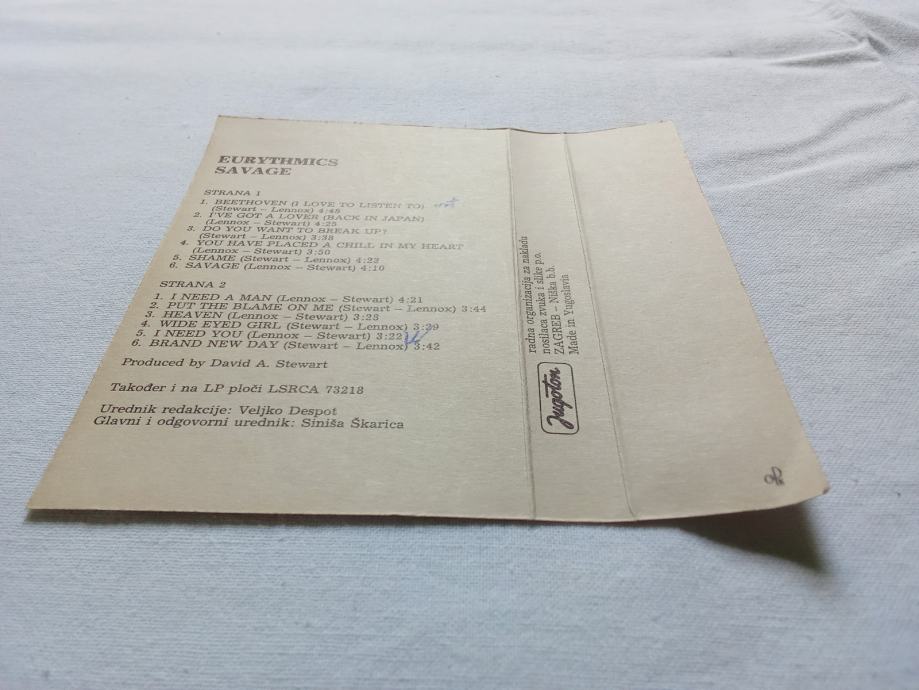 EURYTHMICS
SAVAGE
STRANA 1
1. BEETHOVEN (I LOVE TO LISTEN TO)
(Stewart – Lennox) 4:48
2. I'VE GOT A LOVER (BACK IN JAPAN)
(Lennox – Stewart) 4:25
3. DO YOU WANT TO BREAK UP?
(Stewart – Lennox) 3:38
4. YOU HAVE PLACED A CHILL IN MY HEART
(Lennox – Stewart) 3:50
5. SHAME (Stewart – Lennox) 4:23
6. SAVAGE (Lennox – Stewart) 4:10
STRANA 2
1. I NEED A MAN (Lennox – Stewart) 4:21
2. PUT THE BLAME ON ME (Stewart – Lennox) 3:44
3. HEAVEN (Lennox – Stewart) 3:28
4. WIDE EYED GIRL (Stewart – Lennox) 3:29
5. I NEED YOU (Lennox – Stewart) 3:22
6. BRAND NEW DAY (Stewart – Lennox) 3:42
Produced by David A. Stewart
Također i na LP ploči LSRCA 73218
Urednik redakcije: Veljko Despot
Glavni i odgovorni urednik: Siniša Škarica
Jugoton
radna organizacija za nakladu
nosilaca zvuka i slike p.o.
ZAGREB – Niška b.b.
Made in Yugoslavia